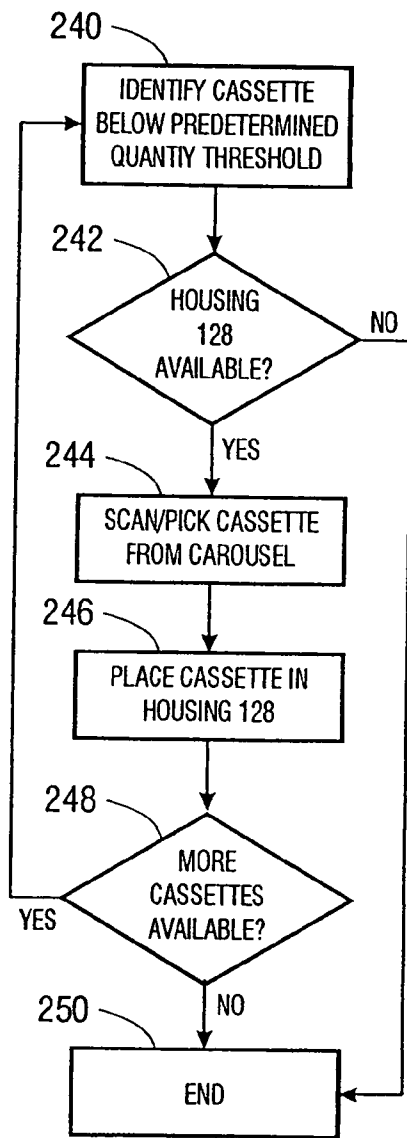 240
IDENTIFY CASSETTE
BELOW PREDETERMINED
QUANTIY THRESHOLD
242
HOUSING
128
AVAILABLE?
NO
YES
244
SCAN/PICK CASSETTE
FROM CAROUSEL
246
PLACE CASSETTE IN
HOUSING 128
248
MORE
CASSETTES
AVAILABLE?
YES
NO
250
END